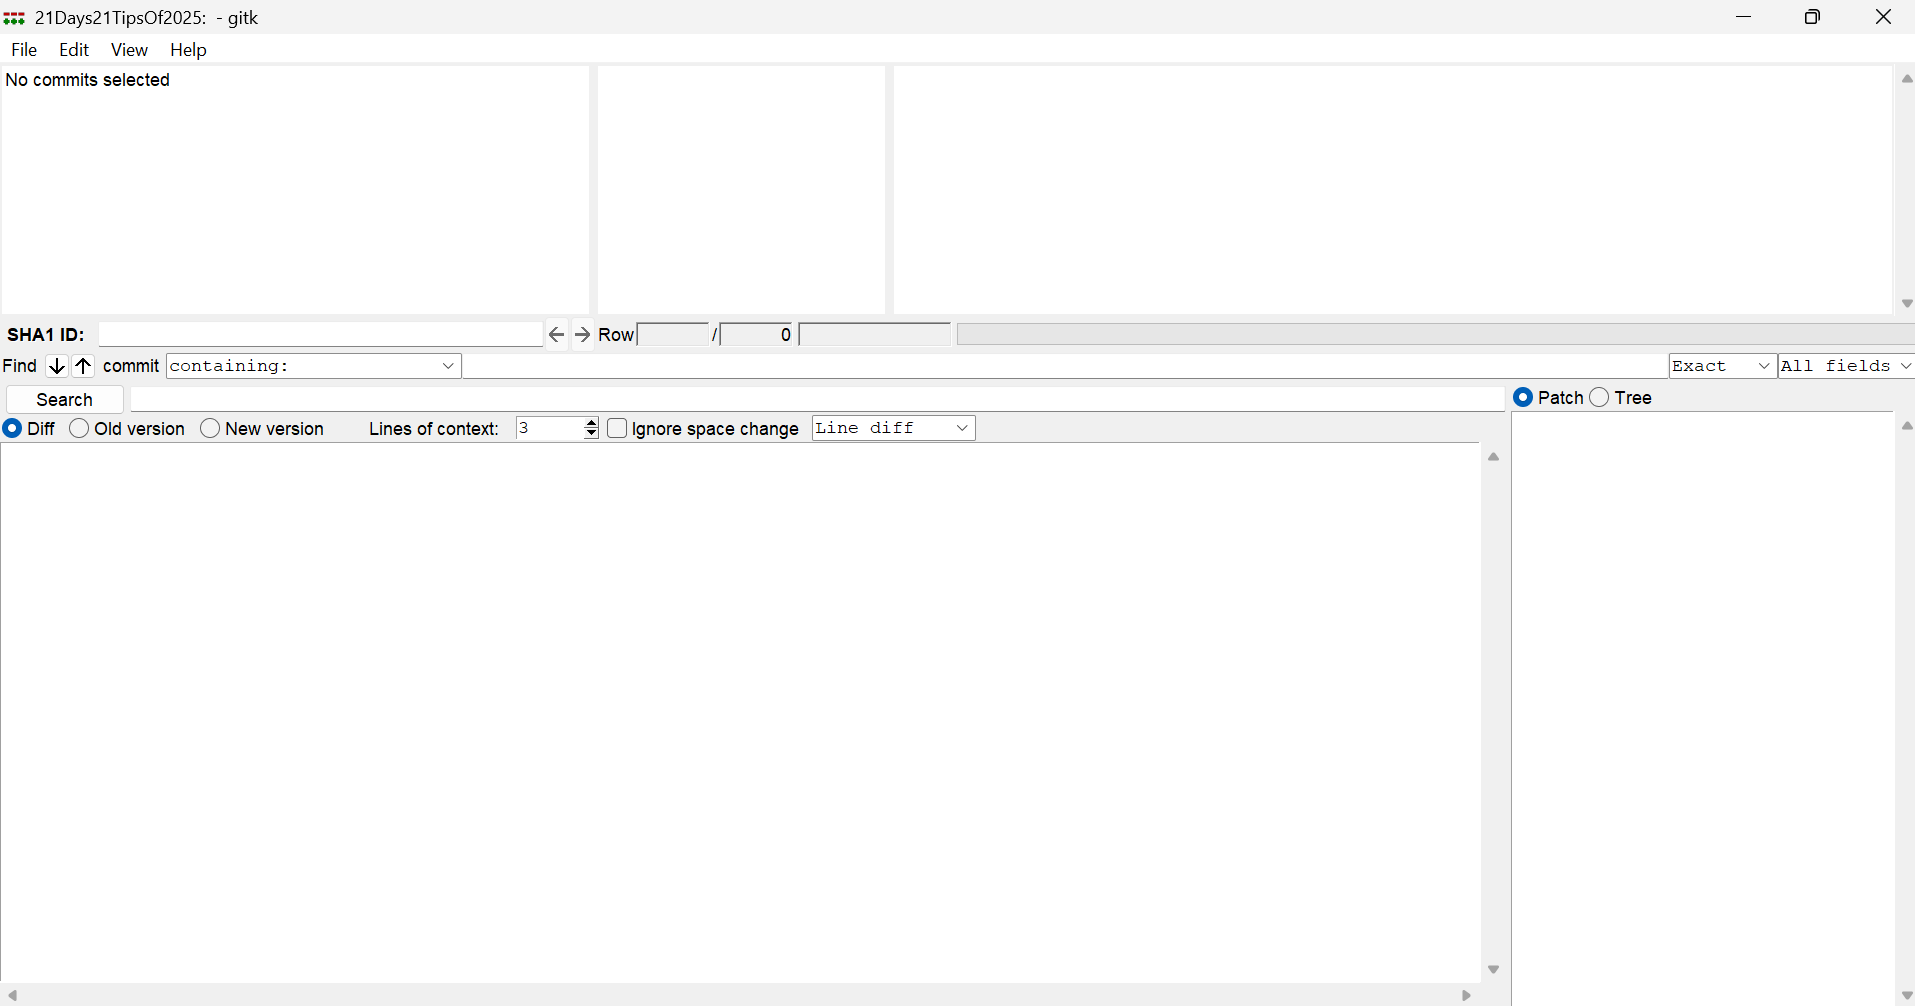 21Days21TipsOf2025:  - gitk
File Edit View Help
No commits selected
SHA1 ID: Row / 0
Find commit containing: Exact All fields
Search Patch Tree
Diff Old version New version Lines of context: 3 Ignore space change Line diff